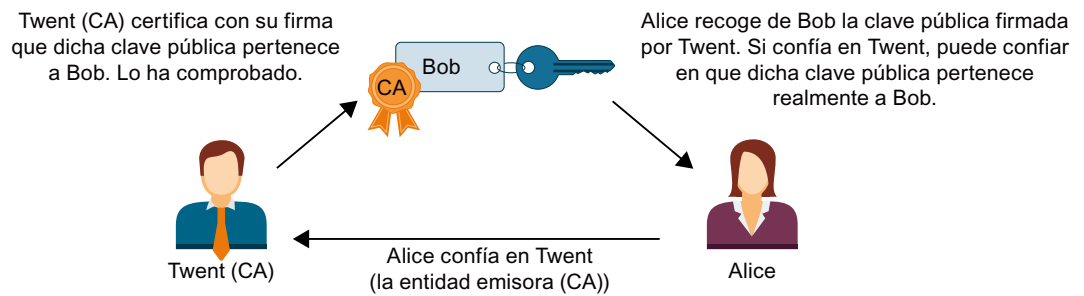 Twent (CA) certifica con su firma
que dicha clave pública pertenece
a Bob. Lo ha comprobado.
Bob
CA
Alice recoge de Bob la clave pública firmada
por Twent. Si confía en Twent, puede confiar
en que dicha clave pública pertenece
realmente a Bob.
Twent (CA)
Alice confía en Twent
(la entidad emisora (CA))
Alice